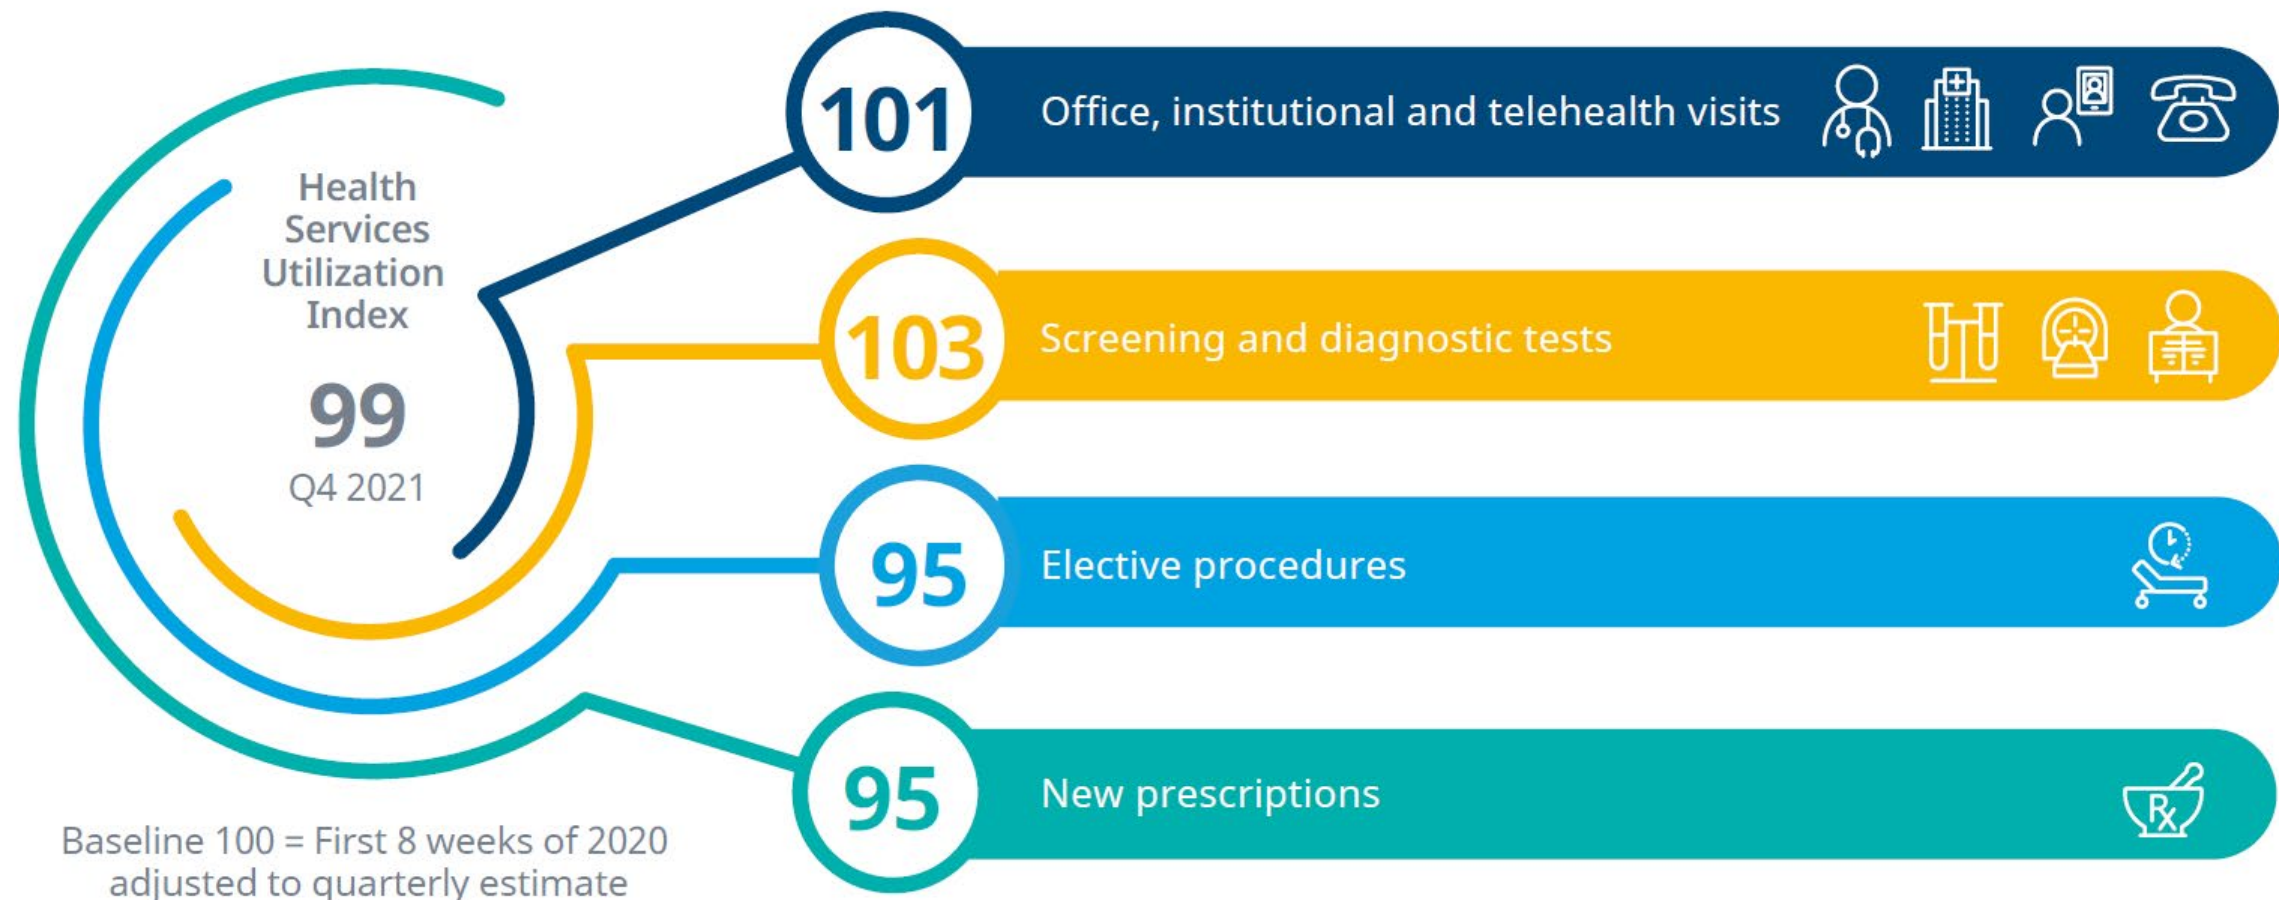 Health
Services
Utilization
Index
99
Q4 2021
Baseline 100 = First 8 weeks of 2020
adjusted to quarterly estimate
101 Office, institutional and telehealth visits
103 Screening and diagnostic tests
95 Elective procedures
95 New prescriptions
Rx